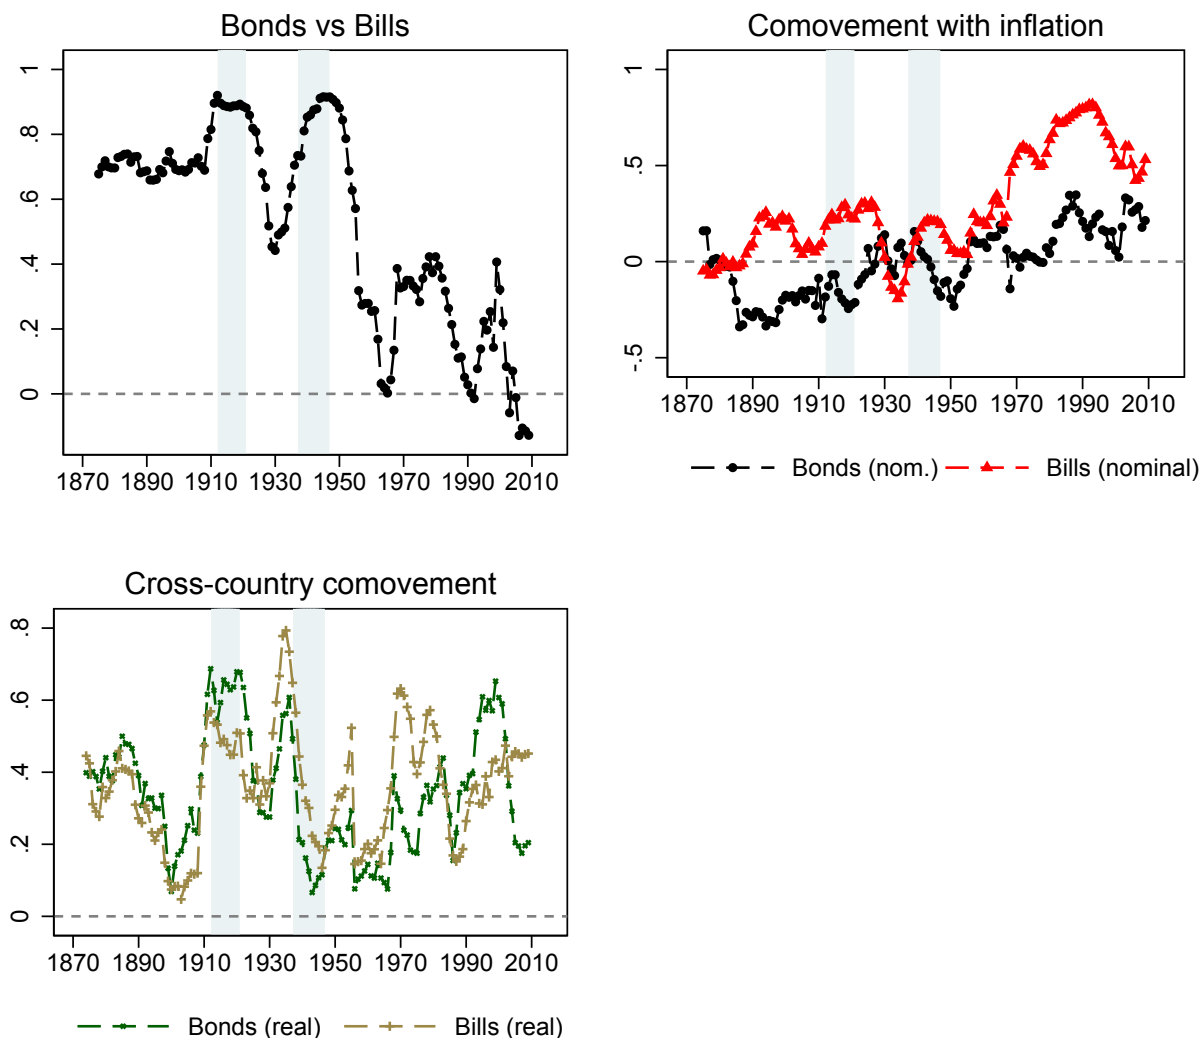 Bonds vs Bills
1
.8
.6
.4
.2
0
1870 1890 1910 1930 1950 1970 1990 2010
Comovement with inflation
1
.5
0
-.5
1870 1890 1910 1930 1950 1970 1990 2010
Bonds (nom.) Bills (nominal)
Cross-country comovement
.8
.6
.4
.2
0
1870 1890 1910 1930 1950 1970 1990 2010
Bonds (real) Bills (real)